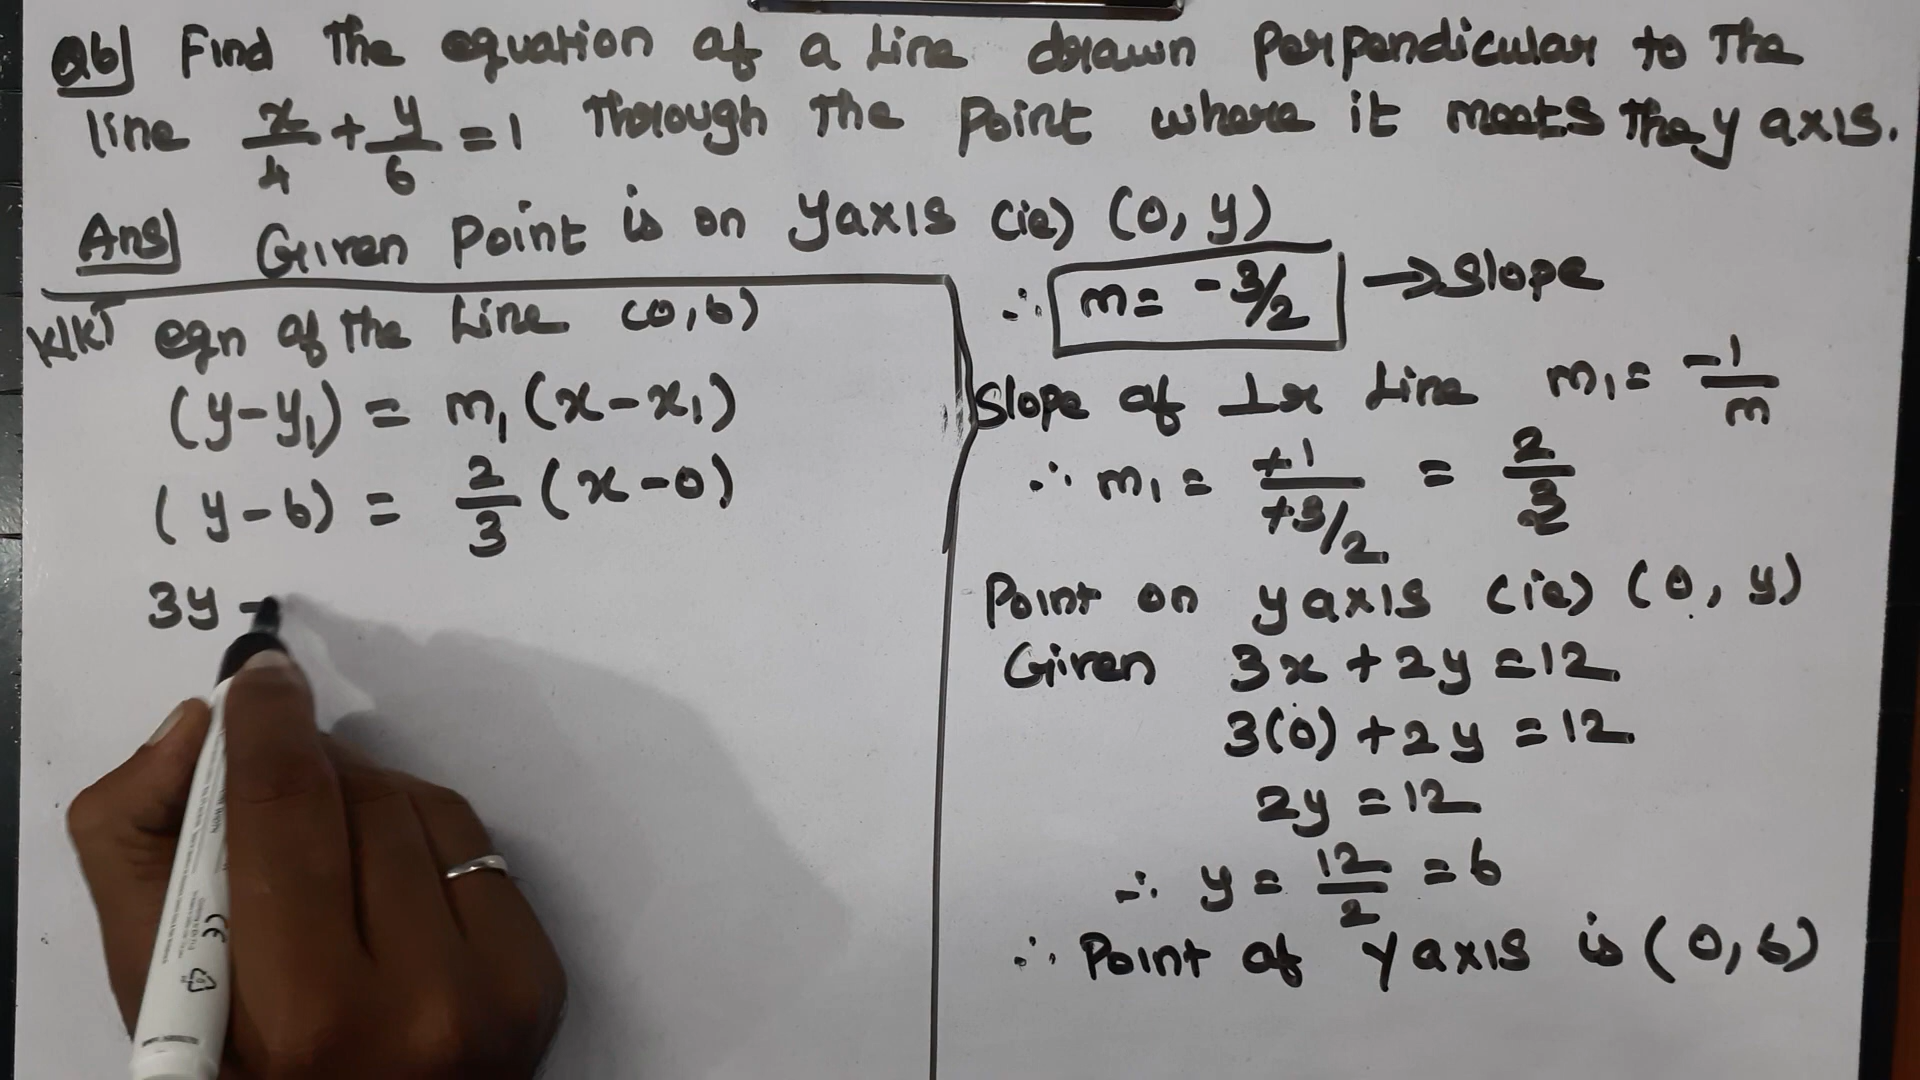 Q6) Find the equation of a line drawn perpendicular to the
line x/4 + y/6 = 1 through the point where it meets the y axis.
Ans) Given point is on y axis (ie) (0, y)
KIKT eqn of the line (0,6)
(y-y₁) = m₁(x-x₁)
(y-6) = 2/3 (x-0)
3y -
∴ m = -3/2 → slope
slope of ⊥r line m₁ = -1/m
∴ m₁ = +1/+3/2 = 2/3
Point on y axis (ie) (0, y)
Given 3x + 2y = 12
3(0) + 2y = 12
2y = 12
∴ y = 12/2 = 6
∴ Point of y axis is (0, 6)
CE